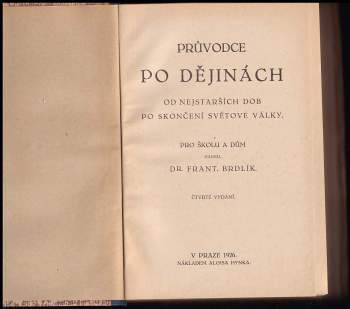 PRŮVODCE
PO DĚJINÁCH
OD NEJSTARŠÍCH DOB
PO SKONČENÍ SVĚTOVÉ VÁLKY.
PRO ŠKOLU A DŮM
DR. FRANT. BRDLÍK.
ČTVRTÉ VYDÁNÍ.
V PRAZE 1926.
NÁKLADEM ALOISA HYNKA.